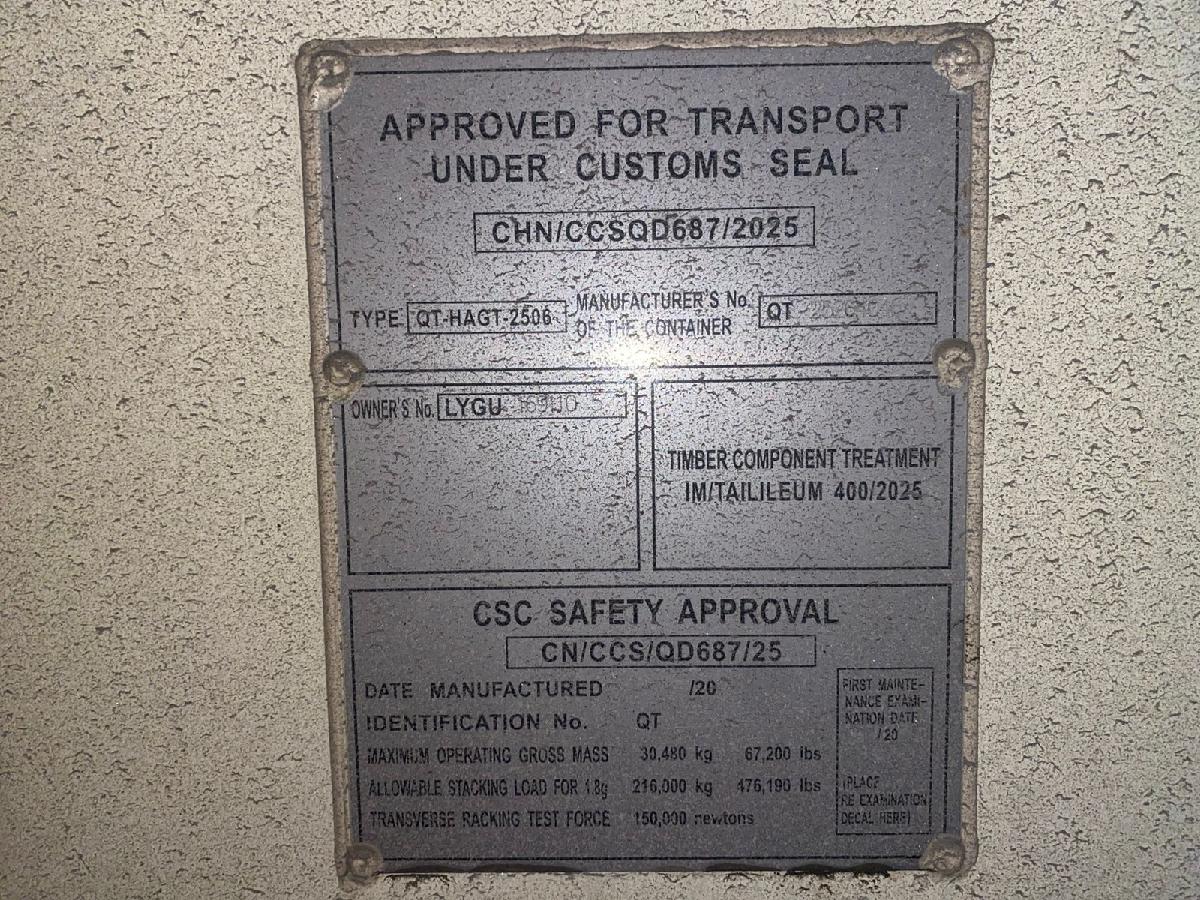 APPROVED FOR TRANSPORT
UNDER CUSTOMS SEAL
CHN/CCSQD687/2025
TYPE QT-HAGT-2506 MANUFACTURER'S No. OF THE CONTAINER QT
OWNER'S No. LYGU
TIMBER COMPONENT TREATMENT
IM/TAILILEUM 400/2025
CSC SAFETY APPROVAL
CN/CCS/QD687/25
DATE MANUFACTURED /20
IDENTIFICATION No. QT
MAXIMUM OPERATING GROSS MASS 30,480 kg 67,200 lbs
ALLOWABLE STACKING LOAD FOR 1.8g 216,000 kg 476,190 lbs
TRANSVERSE RACKING TEST FORCE 150,000 newtons
FIRST MAINTE-
NANCE EXAMI-
NATION DATE
/20
(PLACE
RE EXAMINATION
DECAL HERE)